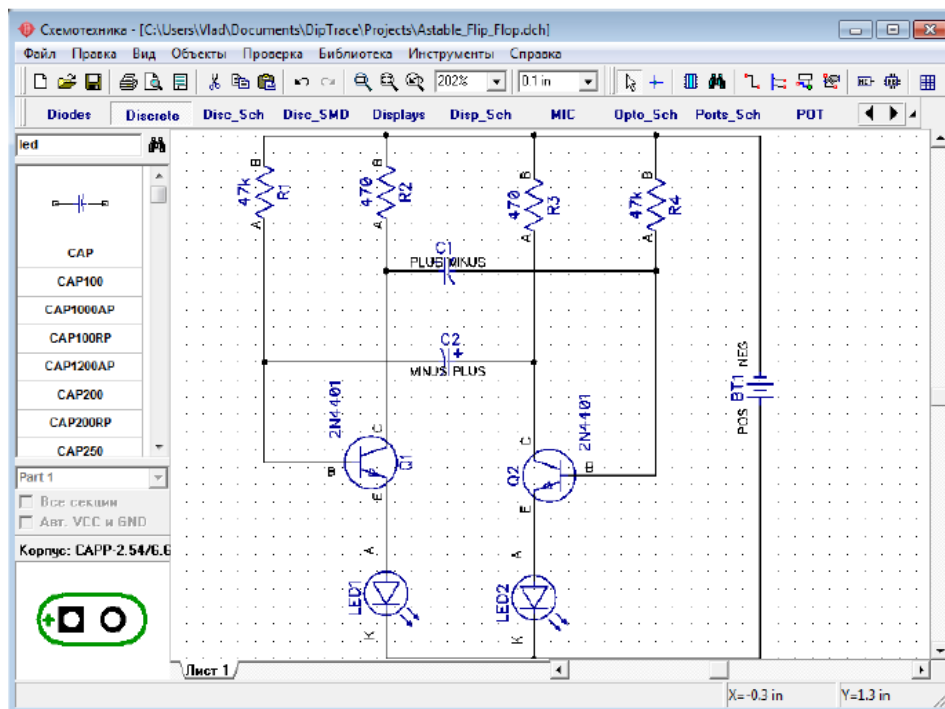 Схемотехника - [C:\Users\Vlad\Documents\DipTrace\Projects\Astable_Flip_Flop.dch]
Файл Правка Вид Объекты Проверка Библиотека Инструменты Справка
202% 0.1 in
Diodes Discrete Disc_Sch Disc_SMD Displays Disp_Sch MIC Opto_Sch Ports_Sch POT
led
CAP
CAP100
CAP1000AP
CAP100RP
CAP1200AP
CAP200
CAP200RP
CAP250
Part 1
Все секции
Авт. VCC и GND
Корпус: CAPP-2.54/6.6
B B B B
47k R1 470 R2 470 R3 47k R4
A A A A
C1
PLUS MINUS
C2
+
MINUS PLUS
NEG
BT1
POS
2N4401 2N4401
C C
B Q1 Q2 B
E E
A A
LED1 LED2
K K
+
Лист 1
X=-0.3 in Y=1.3 in